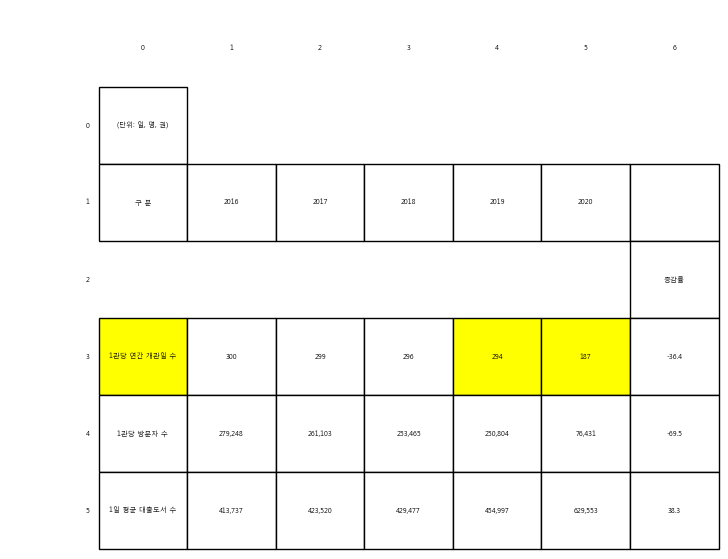 0 1 2 3 4 5 6
0 (단위: 일, 명, 권)
1 구 분 2016 2017 2018 2019 2020
2 증감률
3 1관당 연간 개관일 수 300 299 296 294 187 -36.4
4 1관당 방문자 수 279,248 261,103 253,465 250,804 76,431 -69.5
5 1일 평균 대출도서 수 413,737 423,520 429,477 454,997 629,553 38.3